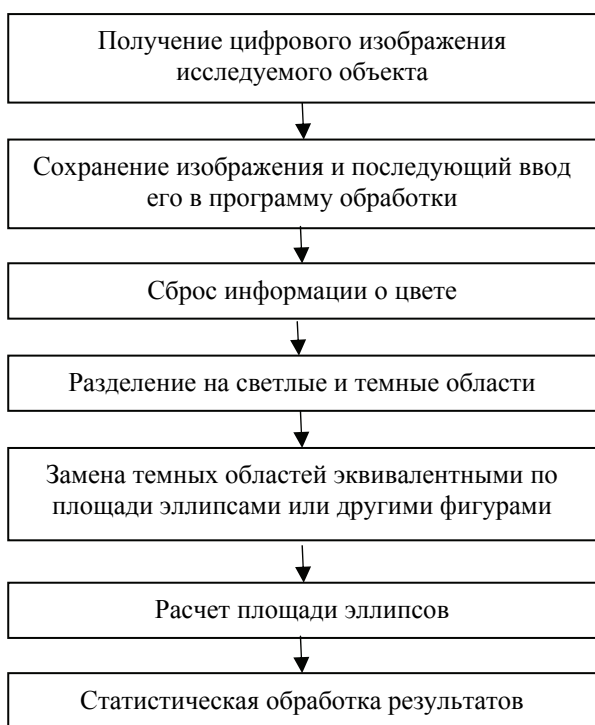 Получение цифрового изображения
исследуемого объекта
Сохранение изображения и последующий ввод
его в программу обработки
Сброс информации о цвете
Разделение на светлые и темные области
Замена темных областей эквивалентными по
площади эллипсами или другими фигурами
Расчет площади эллипсов
Статистическая обработка результатов